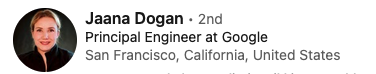 Jaana Dogan • 2nd
Principal Engineer at Google
San Francisco, California, United States